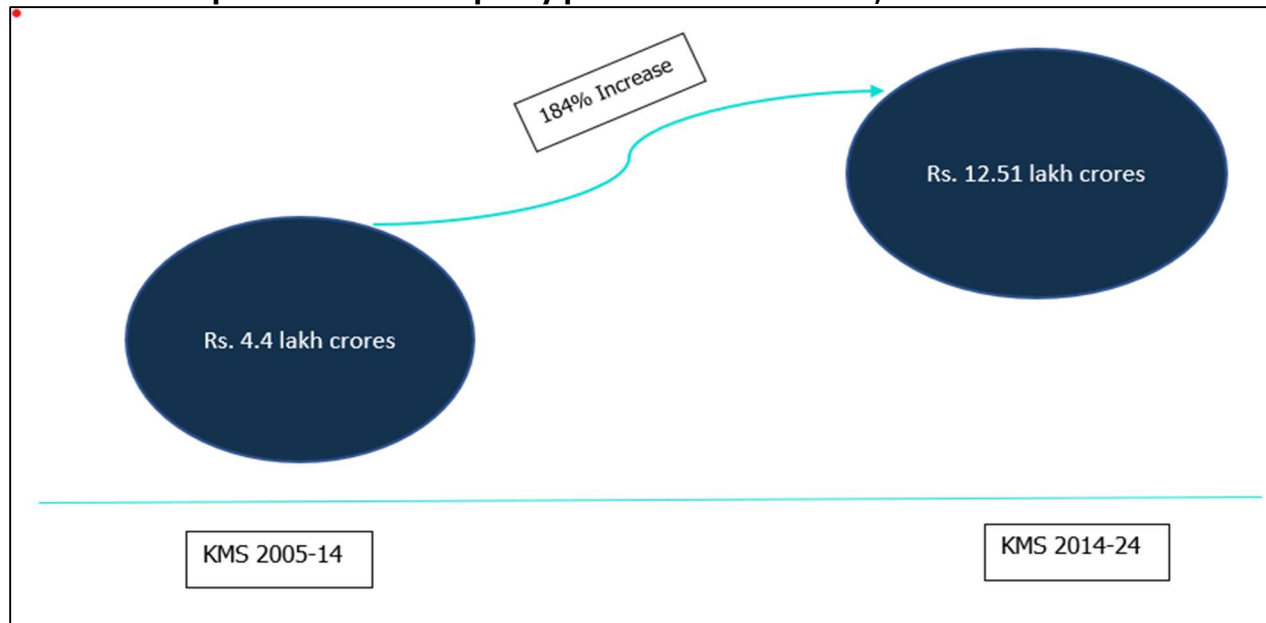 184% Increase
Rs. 12.51 lakh crores
Rs. 4.4 lakh crores
KMS 2005-14
KMS 2014-24